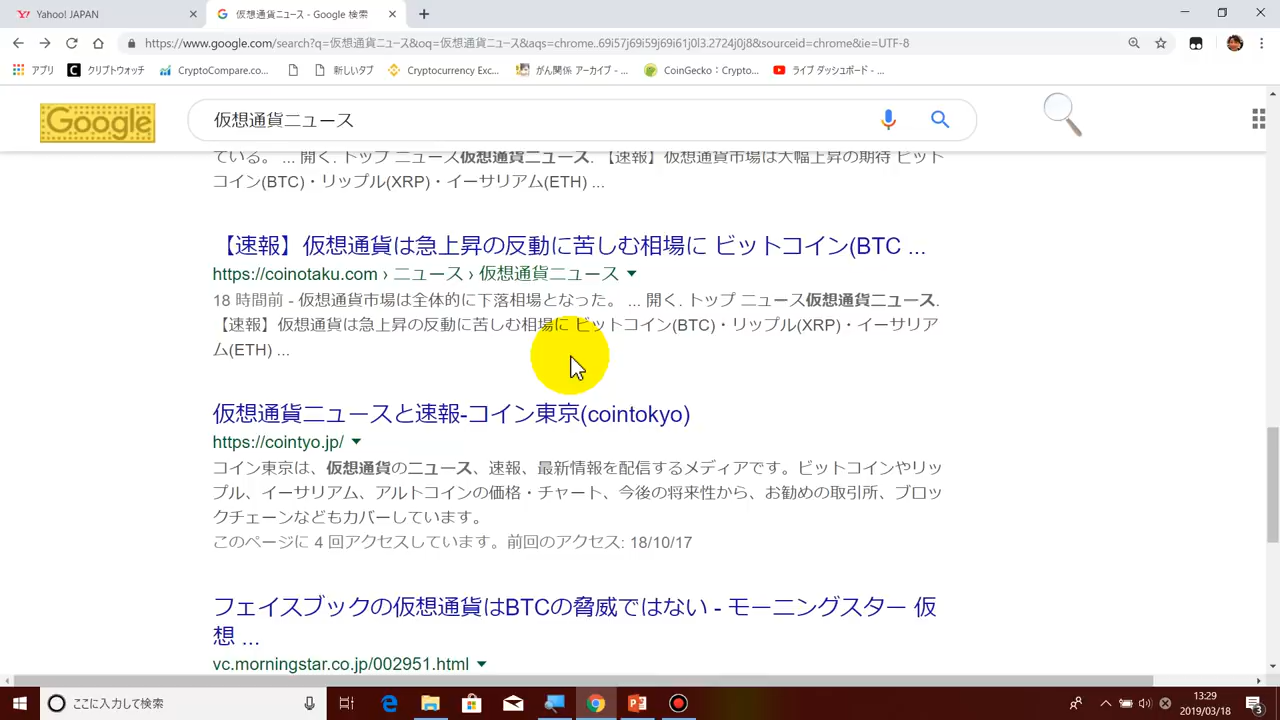 Yahoo! JAPAN
仮想通貨ニュース - Google 検索
https://www.google.com/search?q=仮想通貨ニュース&oq=仮想通貨ニュース&aqs=chrome..69i57j69i59j69i61j0l3.2724j0j8&sourceid=chrome&ie=UTF-8
アプリ
クリプトウォッチ
CryptoCompare.co...
新しいタブ
Cryptocurrency Exc...
がん関係 アーカイブ - ...
CoinGecko：Crypto...
ライブ ダッシュボード - ...
Google
仮想通貨ニュース
ている。 ... 開く. トップ ニュース仮想通貨ニュース. 【速報】仮想通貨市場は大幅上昇の期待 ビット
コイン(BTC)・リップル(XRP)・イーサリアム(ETH) ...
【速報】仮想通貨は急上昇の反動に苦しむ相場に ビットコイン(BTC ...
https://coinotaku.com › ニュース › 仮想通貨ニュース
18 時間前 - 仮想通貨市場は全体的に下落相場となった。 ... 開く. トップ ニュース仮想通貨ニュース.
【速報】仮想通貨は急上昇の反動に苦しむ相場に ビットコイン(BTC)・リップル(XRP)・イーサリア
ム(ETH) ...
仮想通貨ニュースと速報-コイン東京(cointokyo)
https://cointyo.jp/
コイン東京は、仮想通貨のニュース、速報、最新情報を配信するメディアです。ビットコインやリッ
プル、イーサリアム、アルトコインの価格・チャート、今後の将来性から、お勧めの取引所、ブロッ
クチェーンなどもカバーしています。
このページに 4 回アクセスしています。前回のアクセス: 18/10/17
フェイスブックの仮想通貨はBTCの脅威ではない - モーニングスター 仮
想 ...
vc.morningstar.co.jp/002951.html
ここに入力して検索
13:29
2019/03/18
3